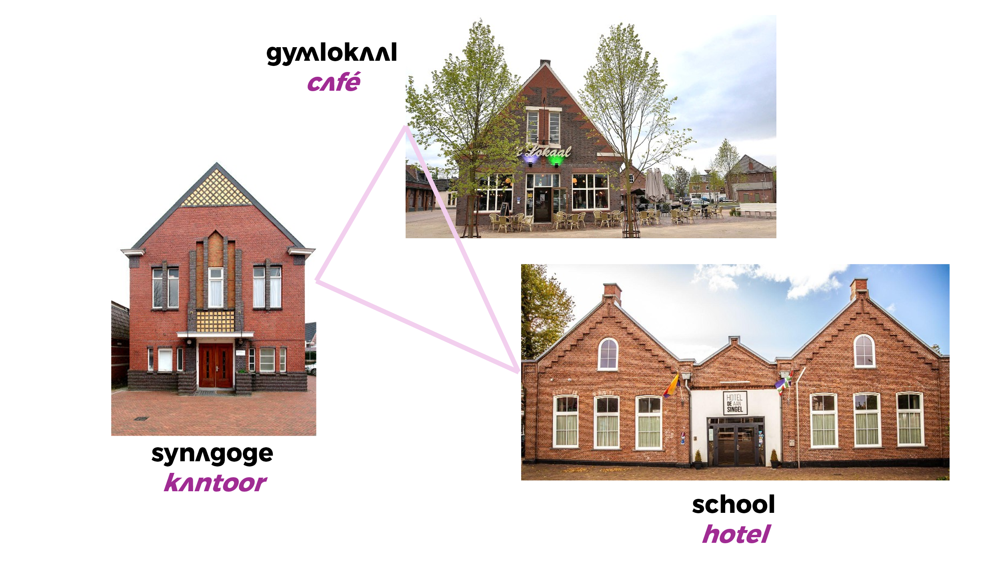 gymlokaal
café
't Lokaal
synagoge
kantoor
HOTEL
DE AAN
SINGEL
school
hotel